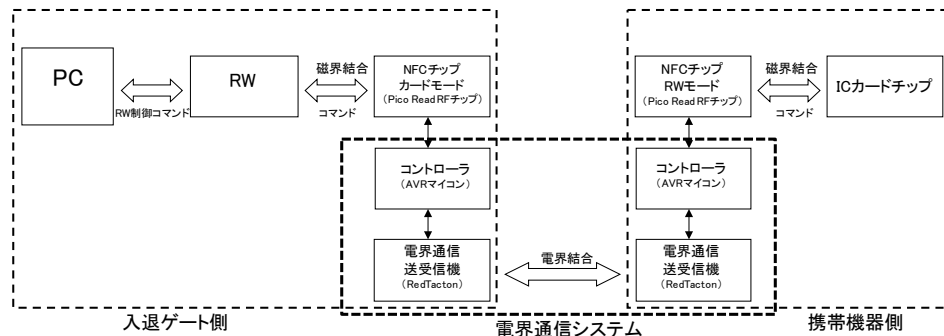 PC
RW制御コマンド
RW
磁界結合
コマンド
NFCチップ
カードモード
(Pico Read RFチップ)
コントローラ
(AVRマイコン)
電界通信
送受信機
(RedTacton)
電界結合
NFCチップ
RWモード
(Pico Read RFチップ)
磁界結合
コマンド
ICカードチップ
コントローラ
(AVRマイコン)
電界通信
送受信機
(RedTacton)
入退ゲート側
電界通信システム
携帯機器側